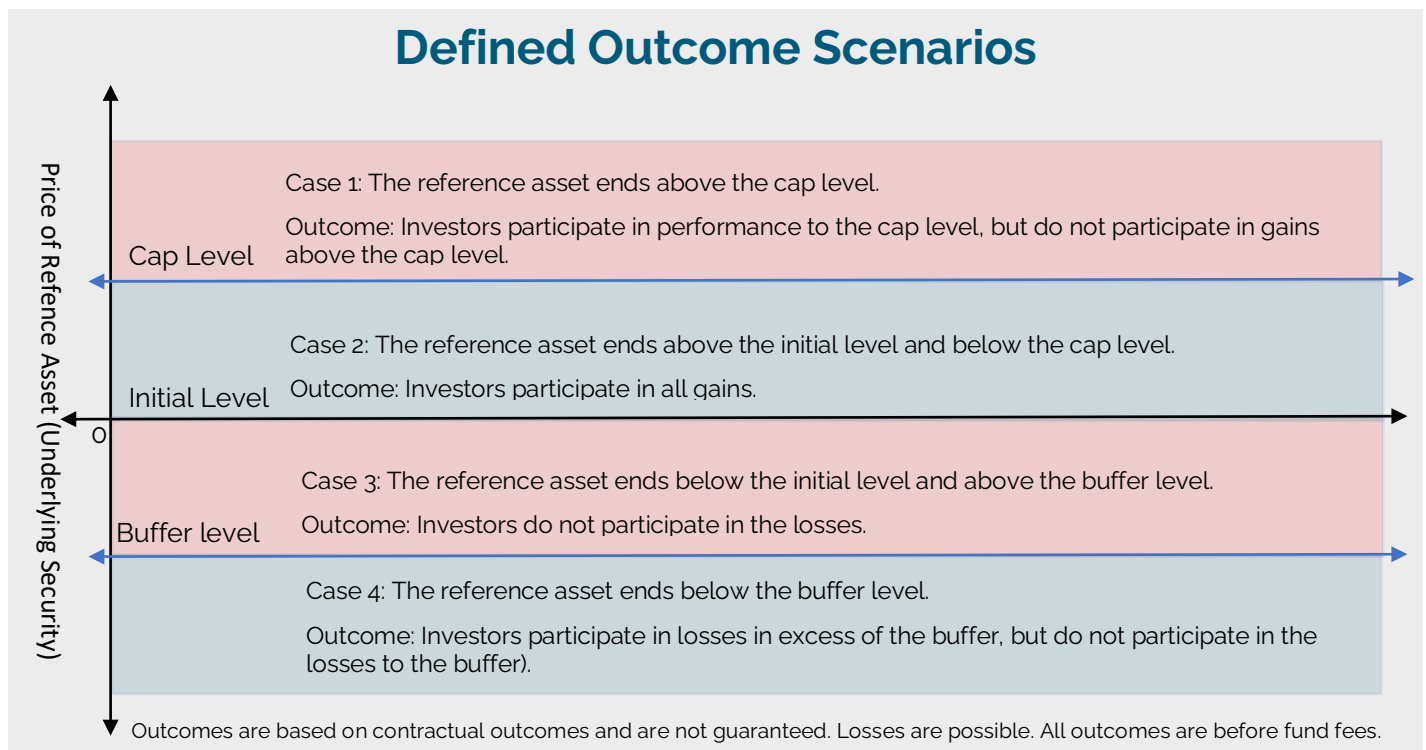 Defined Outcome Scenarios
Price of Refence Asset (Underlying Security)
Case 1: The reference asset ends above the cap level.
Outcome: Investors participate in performance to the cap level, but do not participate in gains
above the cap level.
Cap Level
Case 2: The reference asset ends above the initial level and below the cap level.
Outcome: Investors participate in all gains.
Initial Level
0
Case 3: The reference asset ends below the initial level and above the buffer level.
Outcome: Investors do not participate in the losses.
Buffer level
Case 4: The reference asset ends below the buffer level.
Outcome: Investors participate in losses in excess of the buffer, but do not participate in the
losses to the buffer).
Outcomes are based on contractual outcomes and are not guaranteed. Losses are possible. All outcomes are before fund fees.